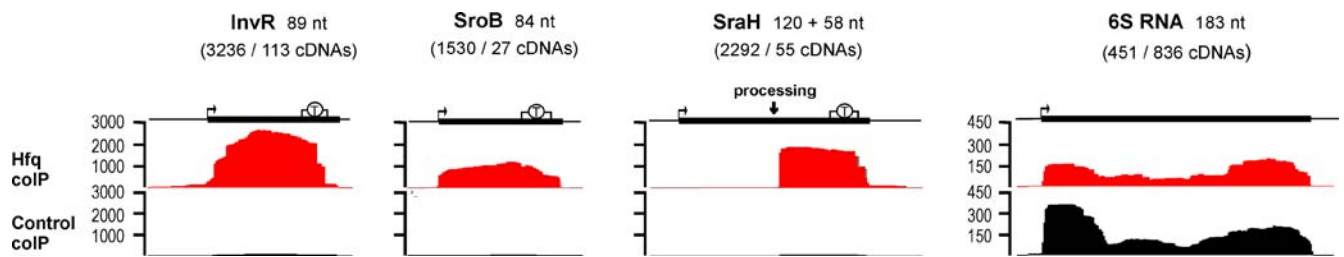 InvR 89 nt
(3236 / 113 cDNAs)
SroB 84 nt
(1530 / 27 cDNAs)
SraH 120 + 58 nt
(2292 / 55 cDNAs)
6S RNA 183 nt
(451 / 836 cDNAs)
processing
T
T
T
Hfq
coIP
3000
2000
1000
450
300
150
Control
coIP
3000
2000
1000
450
300
150